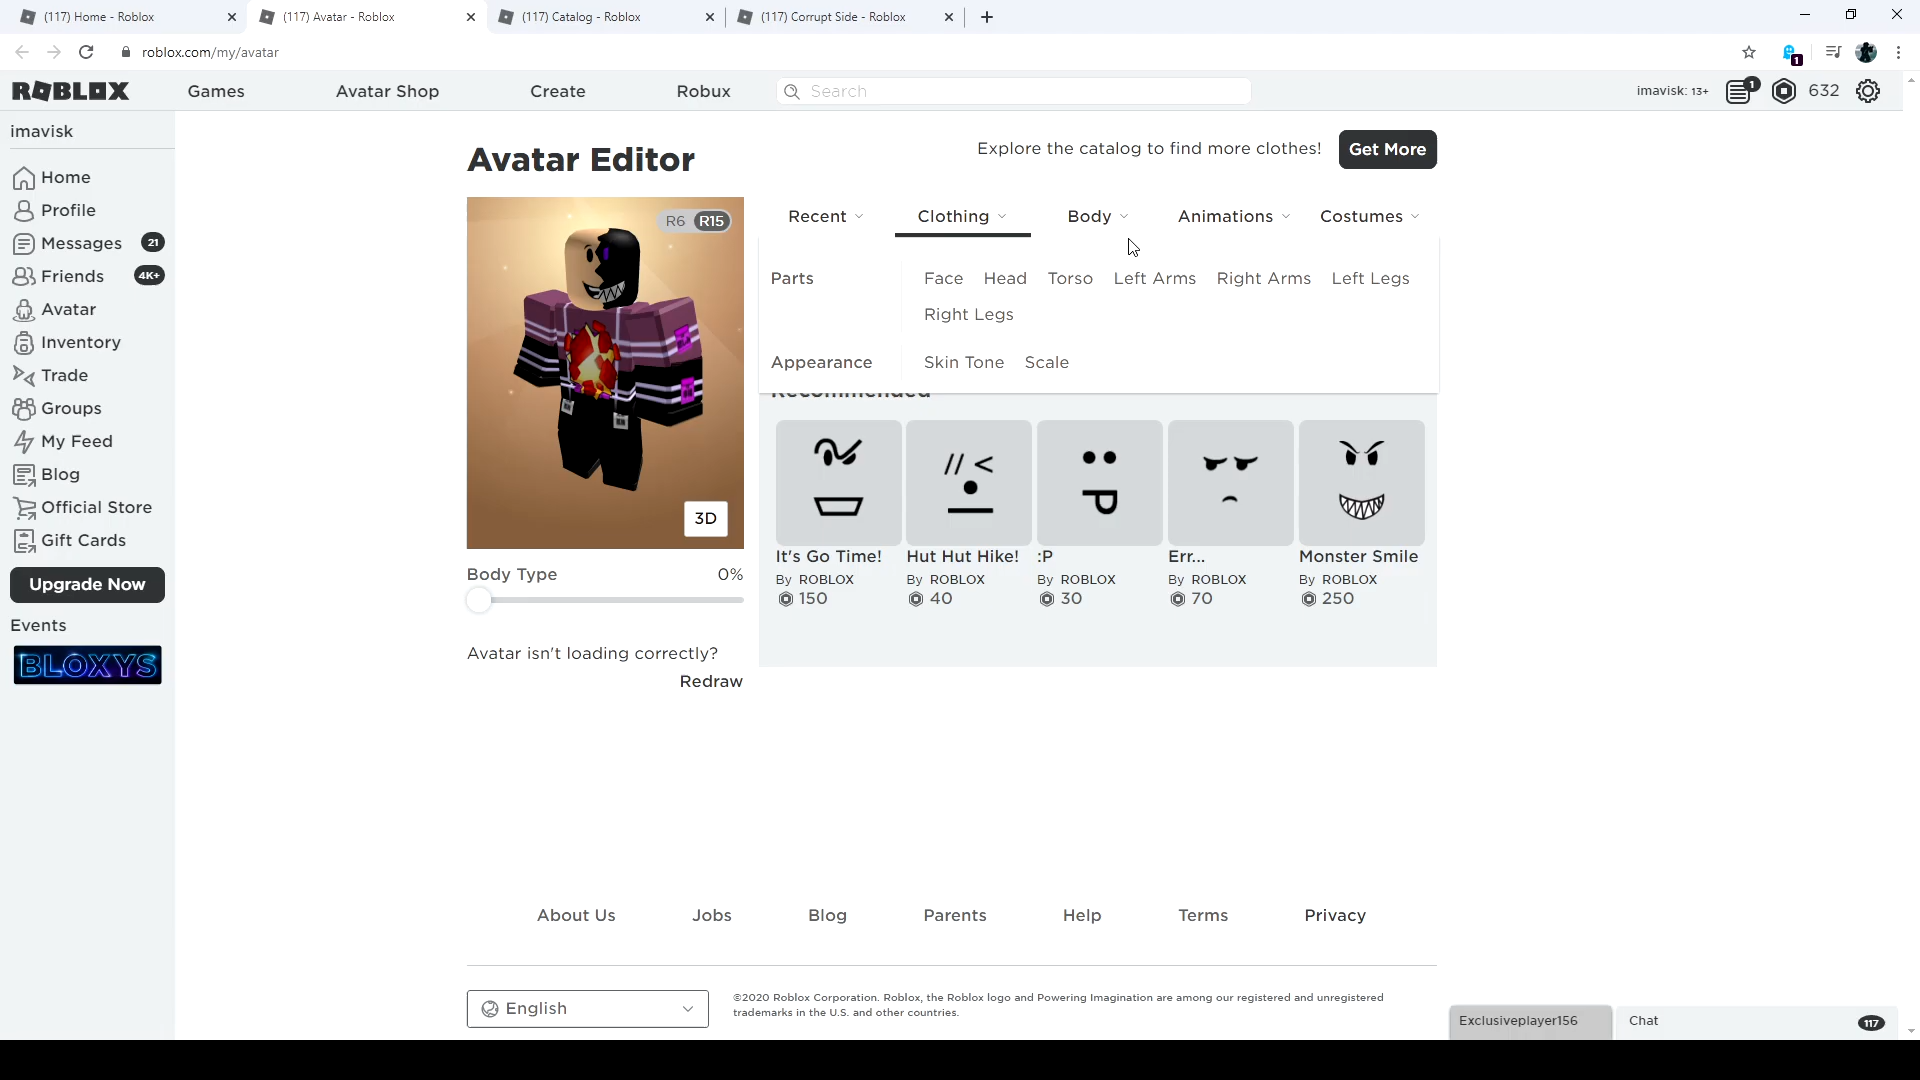 (117) Home - Roblox
(117) Avatar - Roblox
(117) Catalog - Roblox
(117) Corrupt Side - Roblox
roblox.com/my/avatar
1
ROBLOX
Games
Avatar Shop
Create
Robux
Search
imavisk: 13+
1
632
imavisk
Home
Profile
Messages
21
Friends
4K+
Avatar
Inventory
Trade
Groups
My Feed
Blog
Official Store
Gift Cards
Upgrade Now
Events
BLOXYS
Avatar Editor
Explore the catalog to find more clothes!
Get More
R6 R15
3D
Body Type 0%
Avatar isn't loading correctly?
Redraw
Recent
Clothing
Body
Animations
Costumes
Parts
Face Head Torso Left Arms Right Arms Left Legs
Right Legs
Appearance
Skin Tone Scale
Recommended
It's Go Time!
By ROBLOX
150
Hut Hut Hike!
By ROBLOX
40
:P
By ROBLOX
30
Err...
By ROBLOX
70
Monster Smile
By ROBLOX
250
About Us
Jobs
Blog
Parents
Help
Terms
Privacy
English
©2020 Roblox Corporation. Roblox, the Roblox logo and Powering Imagination are among our registered and unregistered
trademarks in the U.S. and other countries.
Exclusiveplayer156
Chat
117